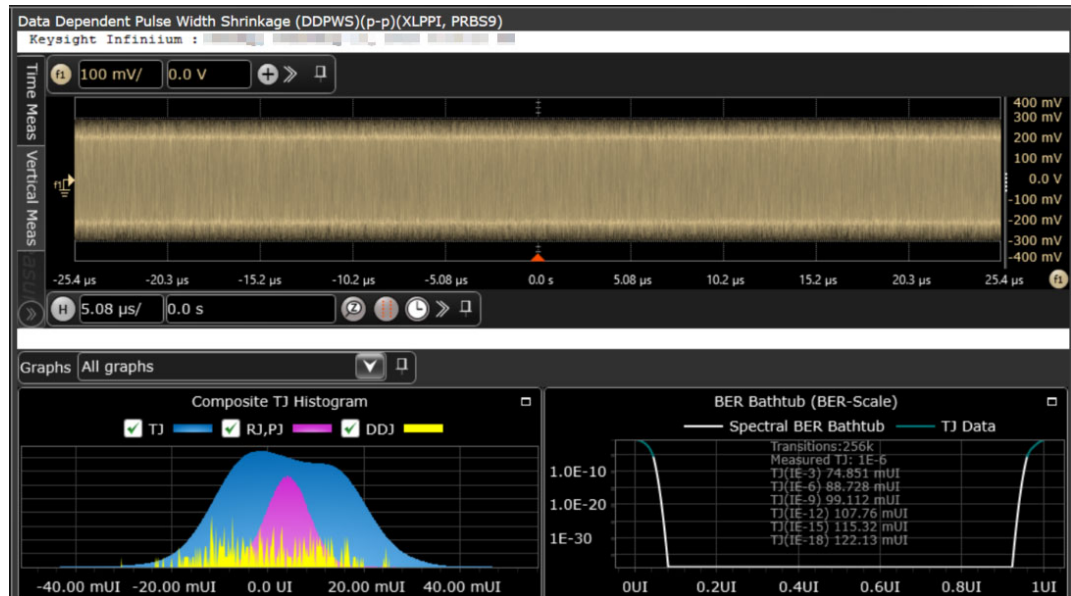 Data Dependent Pulse Width Shrinkage (DDPWS)(p-p)(XLPPI, PRBS9)
Keysight Infiniium :
Time Meas
Vertical Meas
f1 100 mV/ 0.0 V
400 mV
300 mV
200 mV
100 mV
0.0 V
-100 mV
-200 mV
-300 mV
-400 mV
f1
-25.4 µs -20.3 µs -15.2 µs -10.2 µs -5.08 µs 0.0 s 5.08 µs 10.2 µs 15.2 µs 20.3 µs 25.4 µs f1
H 5.08 µs/ 0.0 s
Graphs All graphs
Composite TJ Histogram
TJ RJ,PJ DDJ
-40.00 mUI -20.00 mUI 0.0 UI 20.00 mUI 40.00 mUI
BER Bathtub (BER-Scale)
Spectral BER Bathtub TJ Data
Transitions:256k
Measured TJ: 1E-6
TJ(IE-3) 74.851 mUI
TJ(IE-6) 88.728 mUI
TJ(IE-9) 99.112 mUI
TJ(IE-12) 107.76 mUI
TJ(IE-15) 115.32 mUI
TJ(IE-18) 122.13 mUI
1.0E-10
1.0E-20
1E-30
0UI 0.2UI 0.4UI 0.6UI 0.8UI 1UI